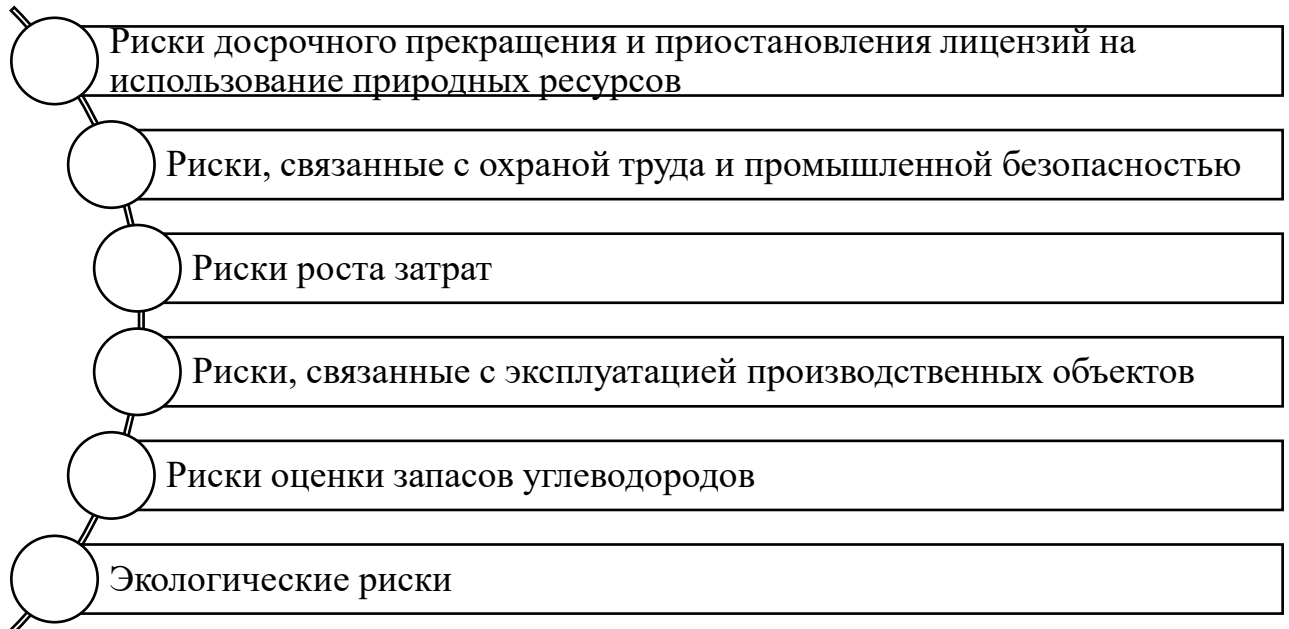 Риски досрочного прекращения и приостановления лицензий на
использование природных ресурсов
Риски, связанные с охраной труда и промышленной безопасностью
Риски роста затрат
Риски, связанные с эксплуатацией производственных объектов
Риски оценки запасов углеводородов
Экологические риски